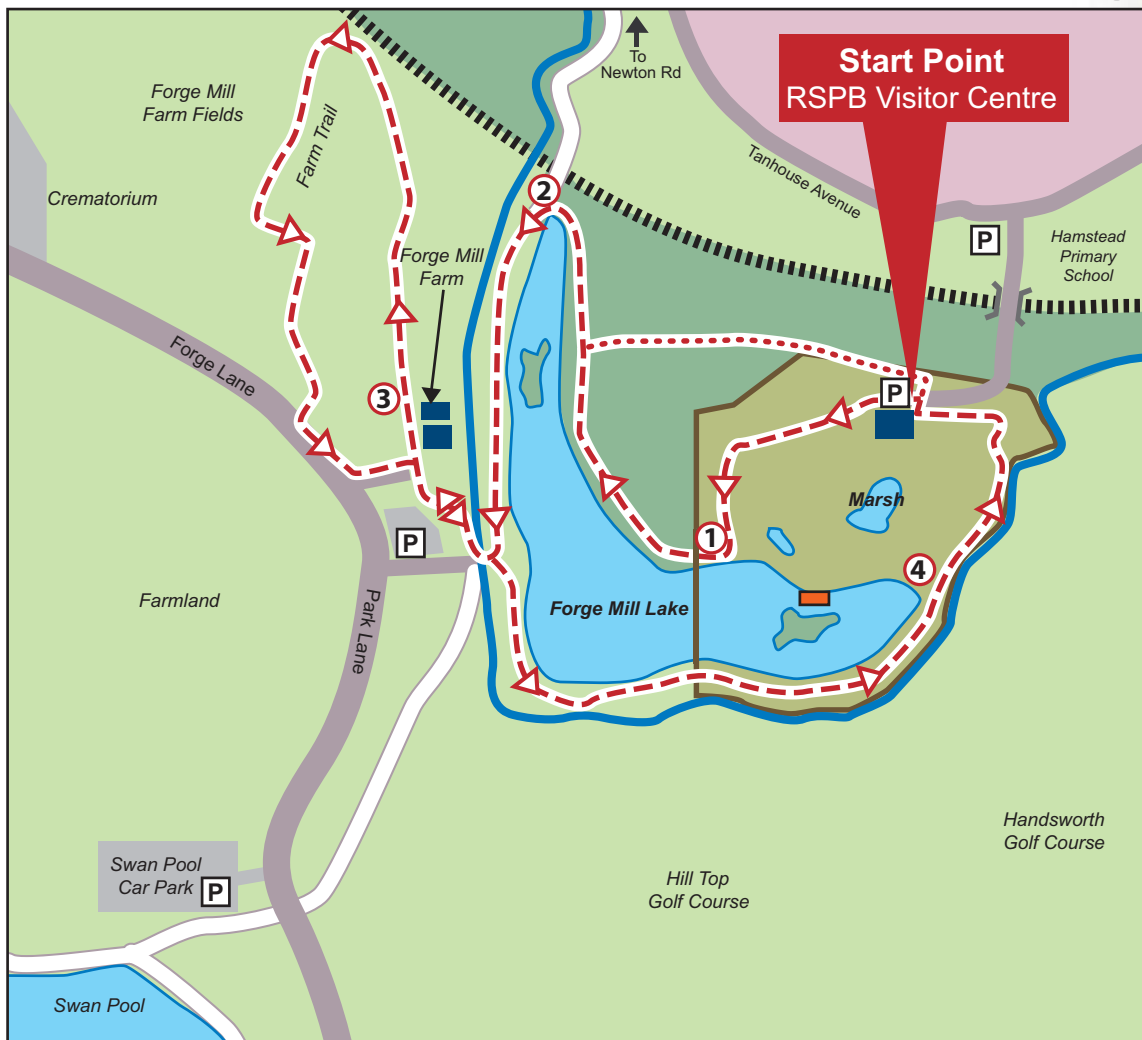 To
Newton Rd
Start Point
RSPB Visitor Centre
Forge Mill
Farm Fields
Farm Trail
Crematorium
Tanhouse Avenue
2
P
Hamstead
Primary
School
Forge Mill
Farm
Forge Lane
3
P
Marsh
1
P
4
Farmland
Forge Mill Lake
Park Lane
Handsworth
Golf Course
Swan Pool
Car Park
P
Hill Top
Golf Course
Swan Pool